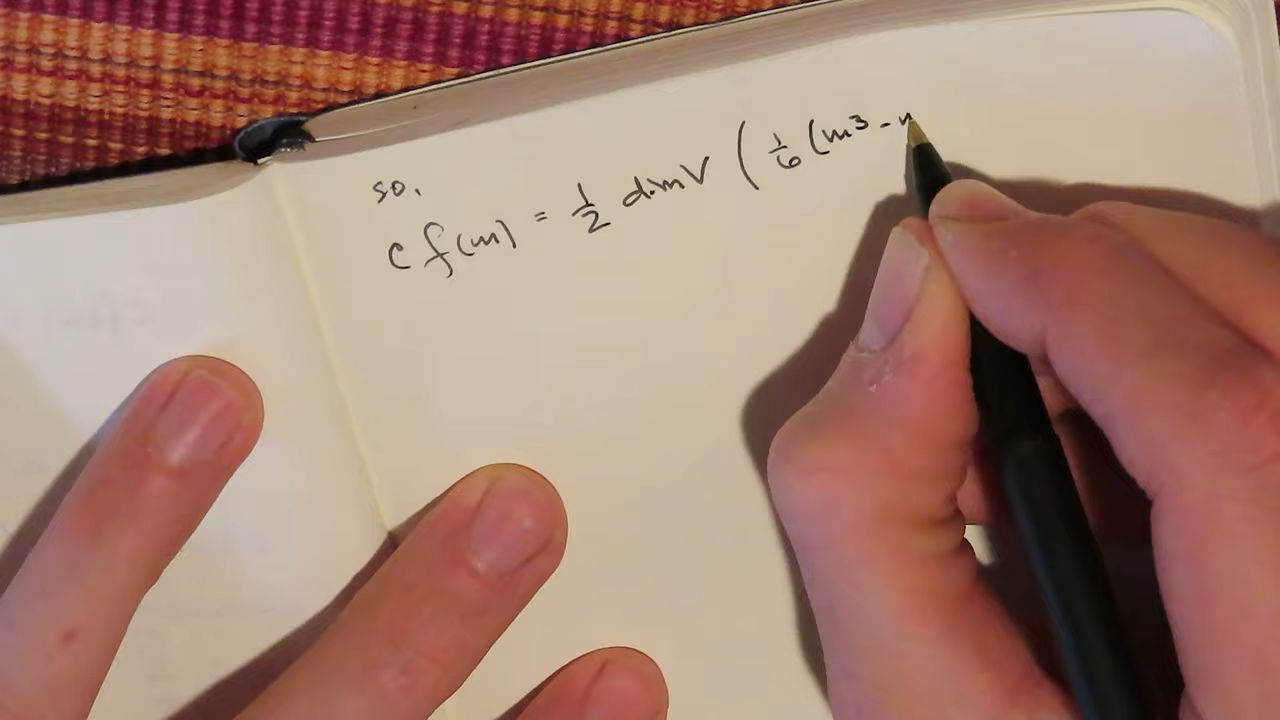 so,
c f(m) = 1/2 dim V ( 1/6 (m³ -